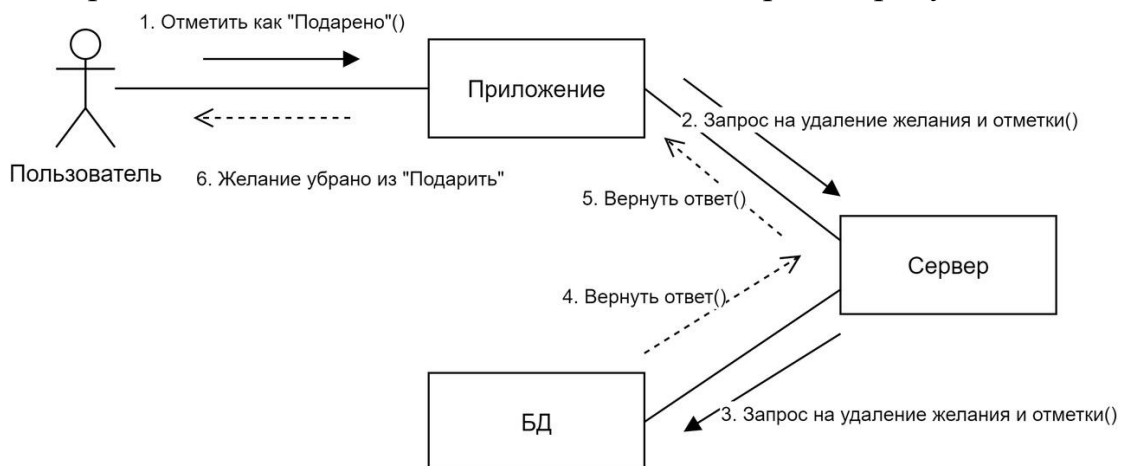 1. Отметить как "Подарено"()
Приложение
2. Запрос на удаление желания и отметки()
Пользователь
6. Желание убрано из "Подарить"
5. Вернуть ответ()
Сервер
4. Вернуть ответ()
БД
3. Запрос на удаление желания и отметки()